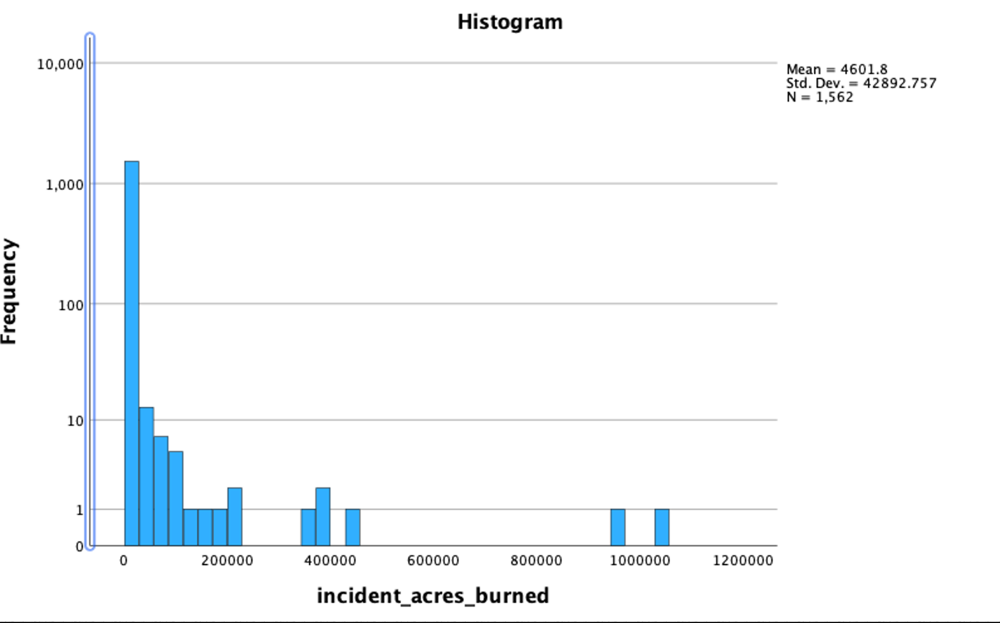 Histogram
Mean = 4601.8
Std. Dev. = 42892.757
N = 1,562
Frequency
10,000
1,000
100
10
1
0
0 200000 400000 600000 800000 1000000 1200000
incident_acres_burned